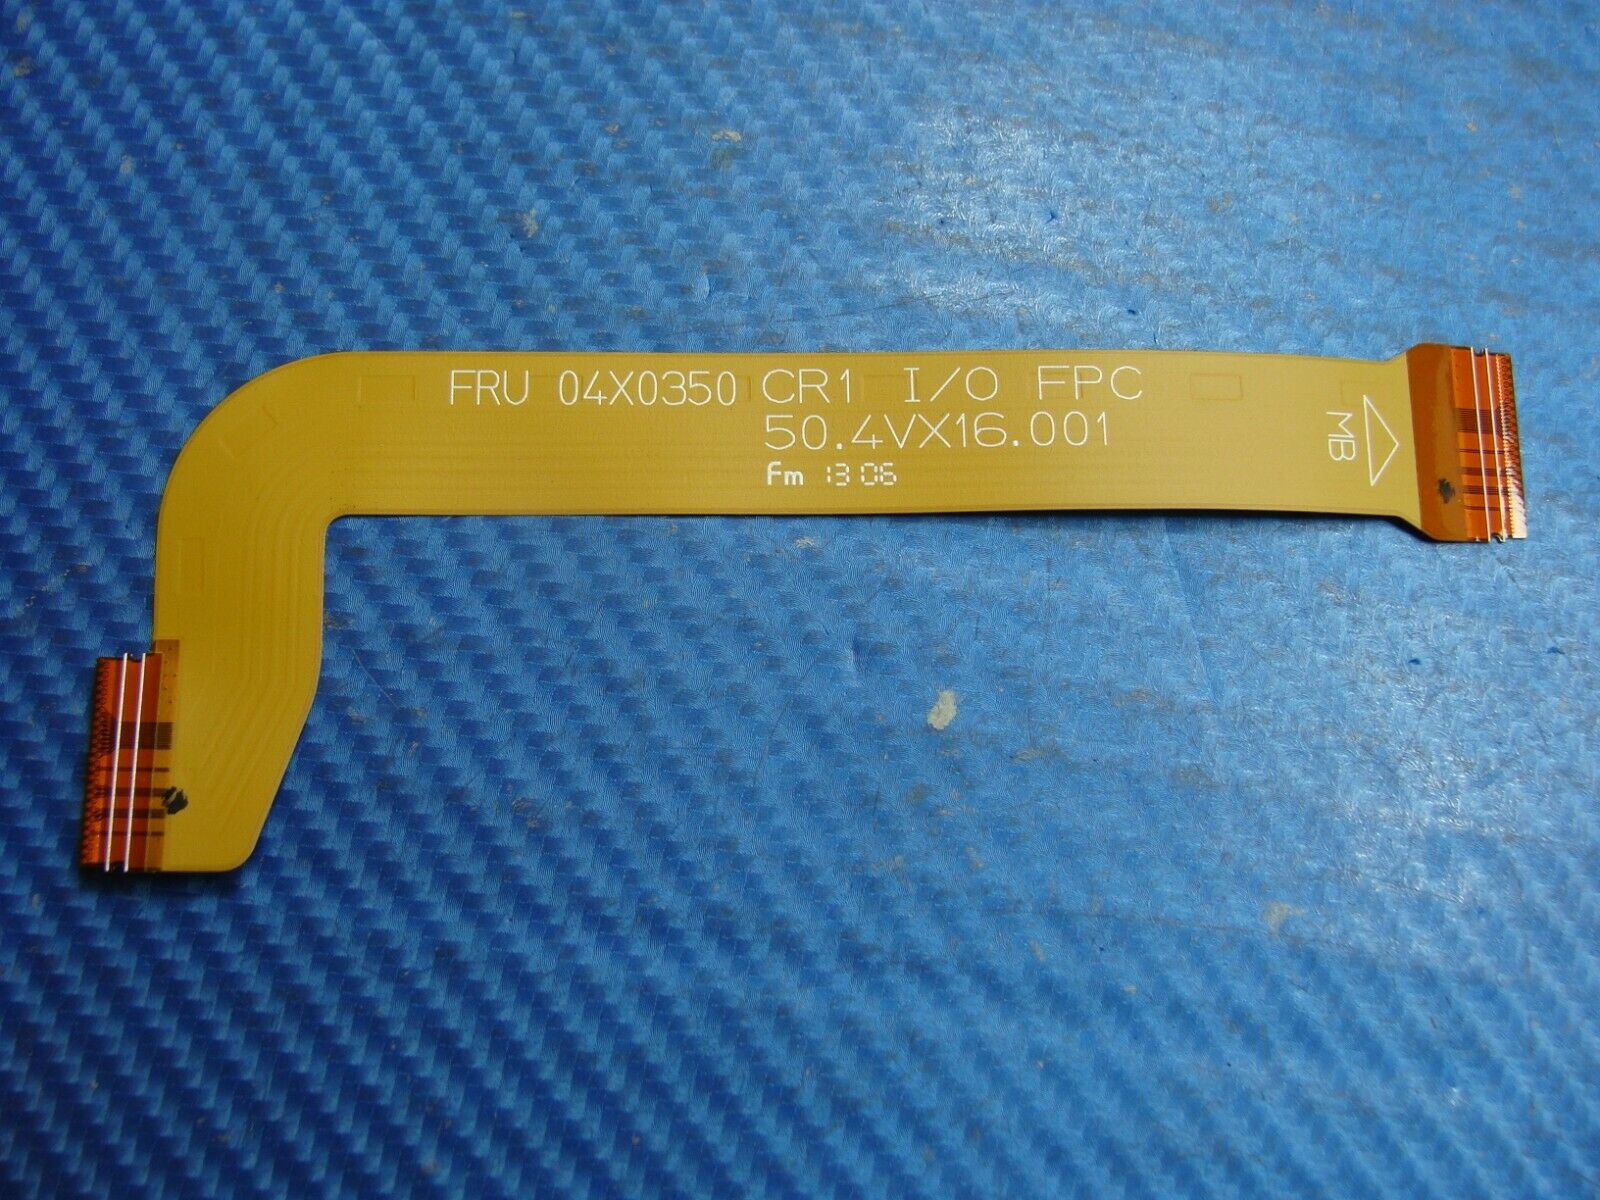 FRU 04X0350 CR1 I/O FPC
50.4VX16.001
Fm 13 06
MB